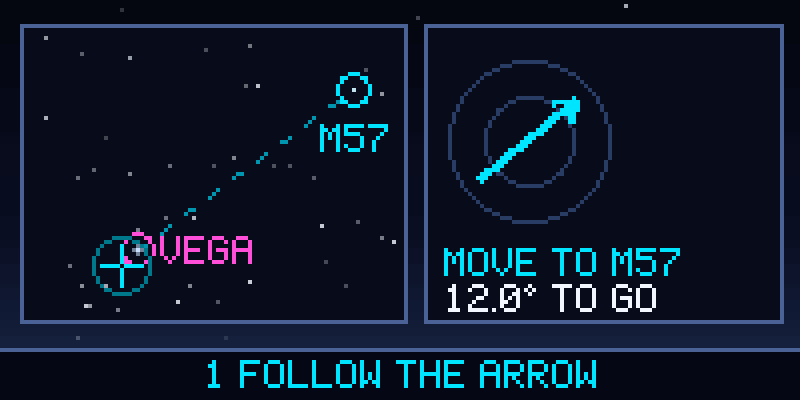 M57
VEGA
MOVE TO M57
12.0° TO GO
1 FOLLOW THE ARROW